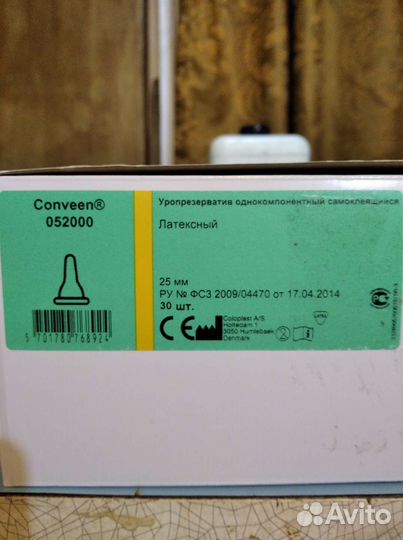 Conveen®
052000
Уропрезерватив однокомпонентный самоклеящийся
Латексный
25 мм
РУ № ФСЗ 2009/04470 от 17.04.2014
30 шт.
CE
Coloplast A/S
Holtedam 1
3050 Humlebaek
Denmark
5 701780 768924
Avito